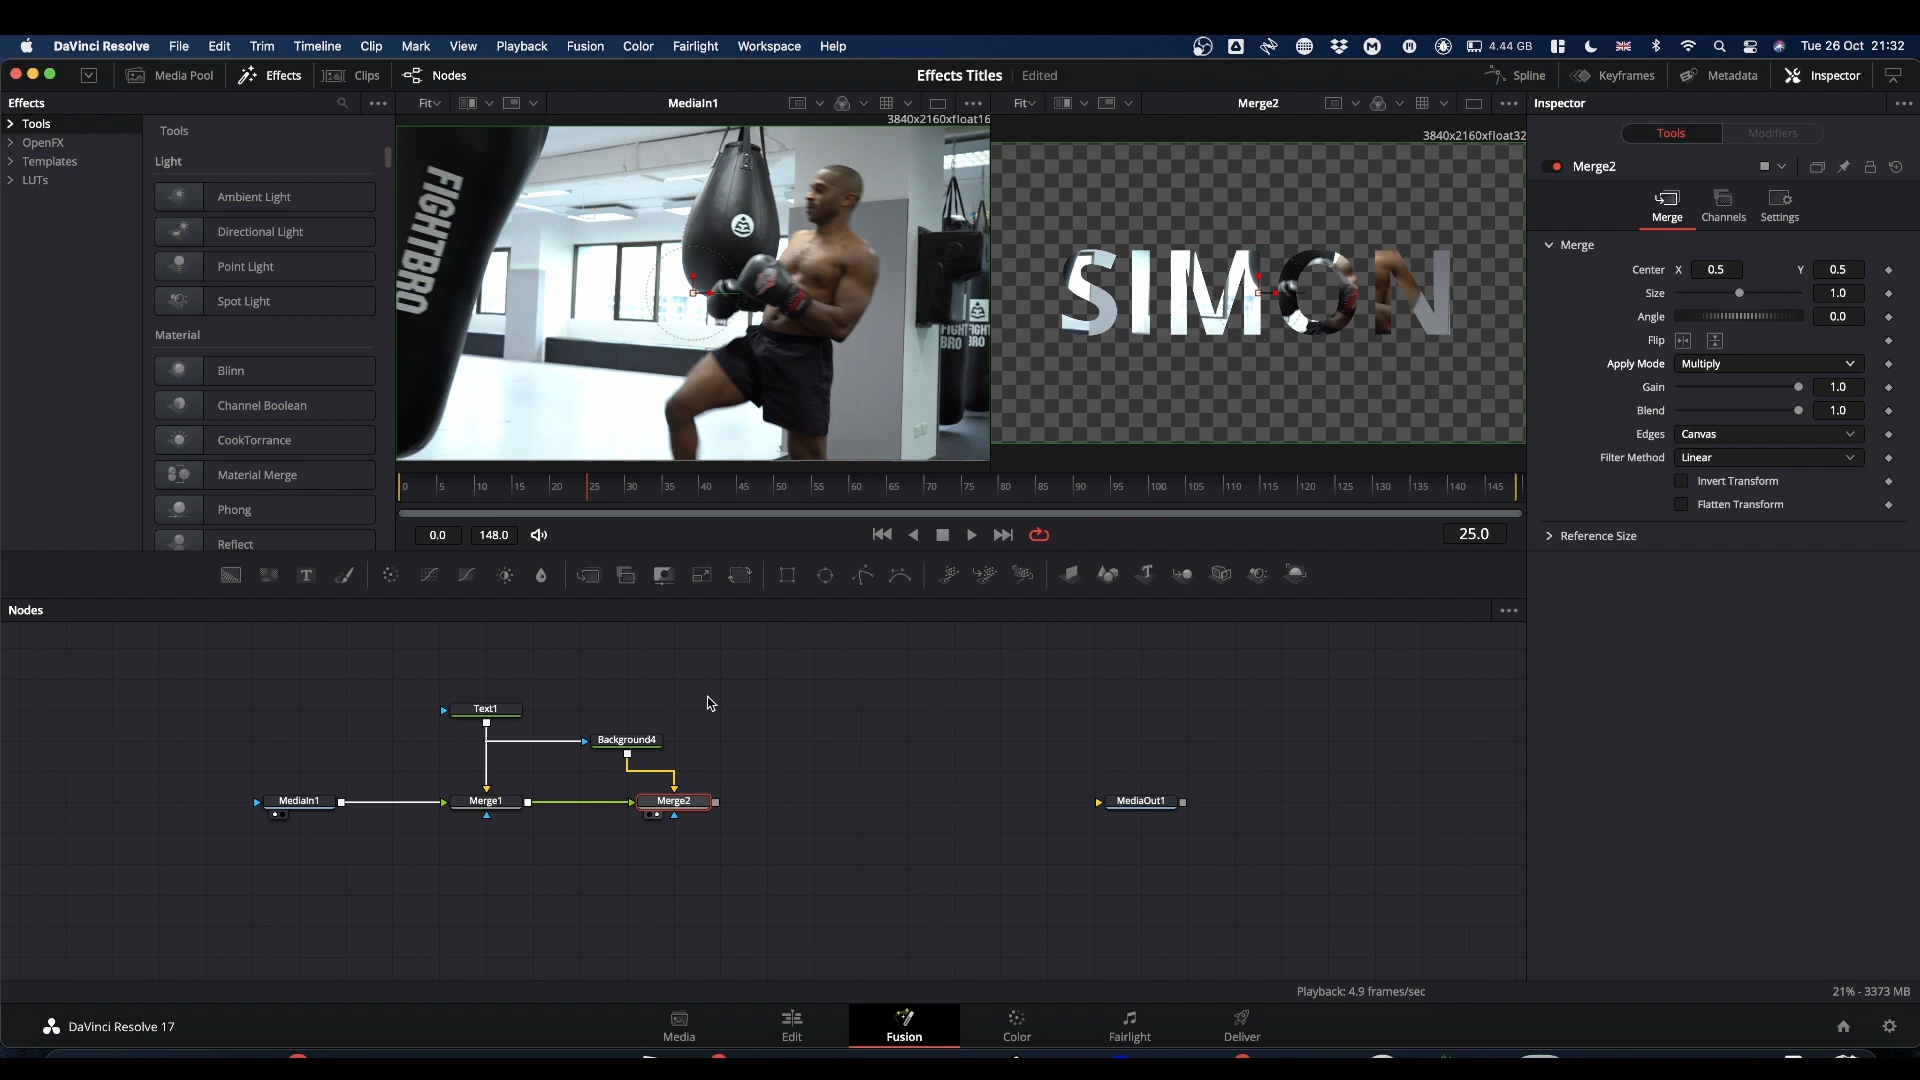 DaVinci Resolve File Edit Trim Timeline Clip Mark View Playback Fusion Color Fairlight Workspace Help 4.44 GB Tue 26 Oct 21:32
Media Pool Effects Clips Nodes Effects Titles Edited Spline Keyframes Metadata Inspector
Effects Fit MediaIn1 Fit Merge2 Inspector
3840x2160xfloat16
3840x2160xfloat32
Tools
OpenFX
Templates
LUTs
Tools
Light
Ambient Light
Directional Light
Point Light
Spot Light
Material
Blinn
Channel Boolean
CookTorrance
Material Merge
Phong
Reflect
FIGHTBRO
FIGHT
BRO
FIGHT
BRO
SIMON
Tools Modifiers
Merge2
Merge Channels Settings
Merge
Center X 0.5 Y 0.5
Size 1.0
Angle 0.0
Flip
Apply Mode Multiply
Gain 1.0
Blend 1.0
Edges Canvas
Filter Method Linear
Invert Transform
Flatten Transform
Reference Size
0 5 10 15 20 25 30 35 40 45 50 55 60 65 70 75 80 85 90 95 100 105 110 115 120 125 130 135 140 145
0.0 148.0 25.0
Nodes
Text1
Background4
MediaIn1 Merge1 Merge2 MediaOut1
Playback: 4.9 frames/sec 21% - 3373 MB
DaVinci Resolve 17 Media Edit Fusion Color Fairlight Deliver